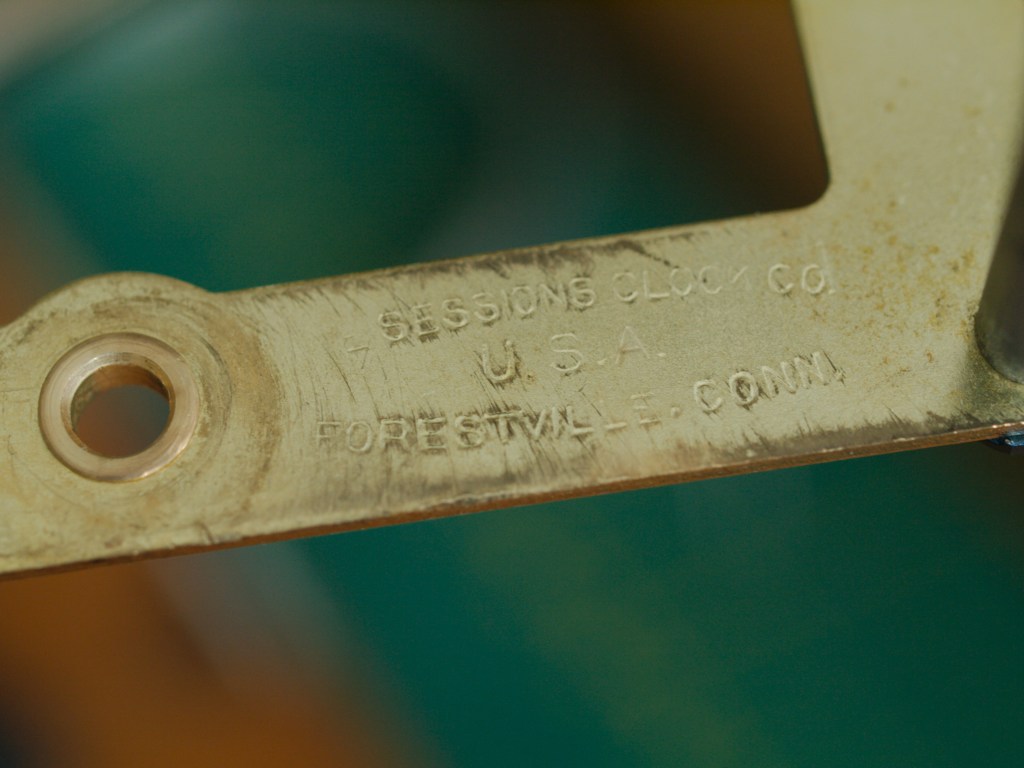 SESSIONS CLOCK CO.
U.S.A.
FORESTVILLE, CONN.